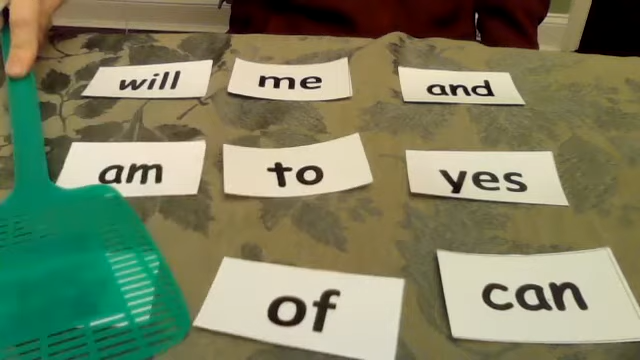 will me and
am to yes
of can